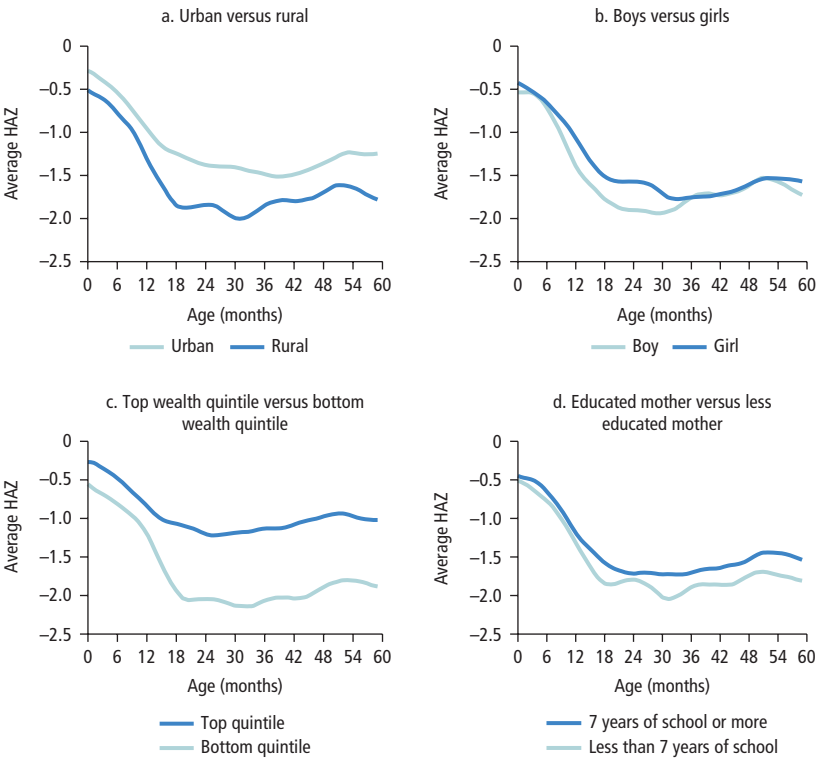 a. Urban versus rural
0
–0.5
–1.0
–1.5
–2.0
–2.5
Average HAZ
0 6 12 18 24 30 36 42 48 54 60
Age (months)
Urban Rural
b. Boys versus girls
0
–0.5
–1.0
–1.5
–2.0
–2.5
Average HAZ
0 6 12 18 24 30 36 42 48 54 60
Age (months)
Boy Girl
c. Top wealth quintile versus bottom
wealth quintile
0
–0.5
–1.0
–1.5
–2.0
–2.5
Average HAZ
0 6 12 18 24 30 36 42 48 54 60
Age (months)
Top quintile
Bottom quintile
d. Educated mother versus less
educated mother
0
–0.5
–1.0
–1.5
–2.0
–2.5
Average HAZ
0 6 12 18 24 30 36 42 48 54 60
Age (months)
7 years of school or more
Less than 7 years of school